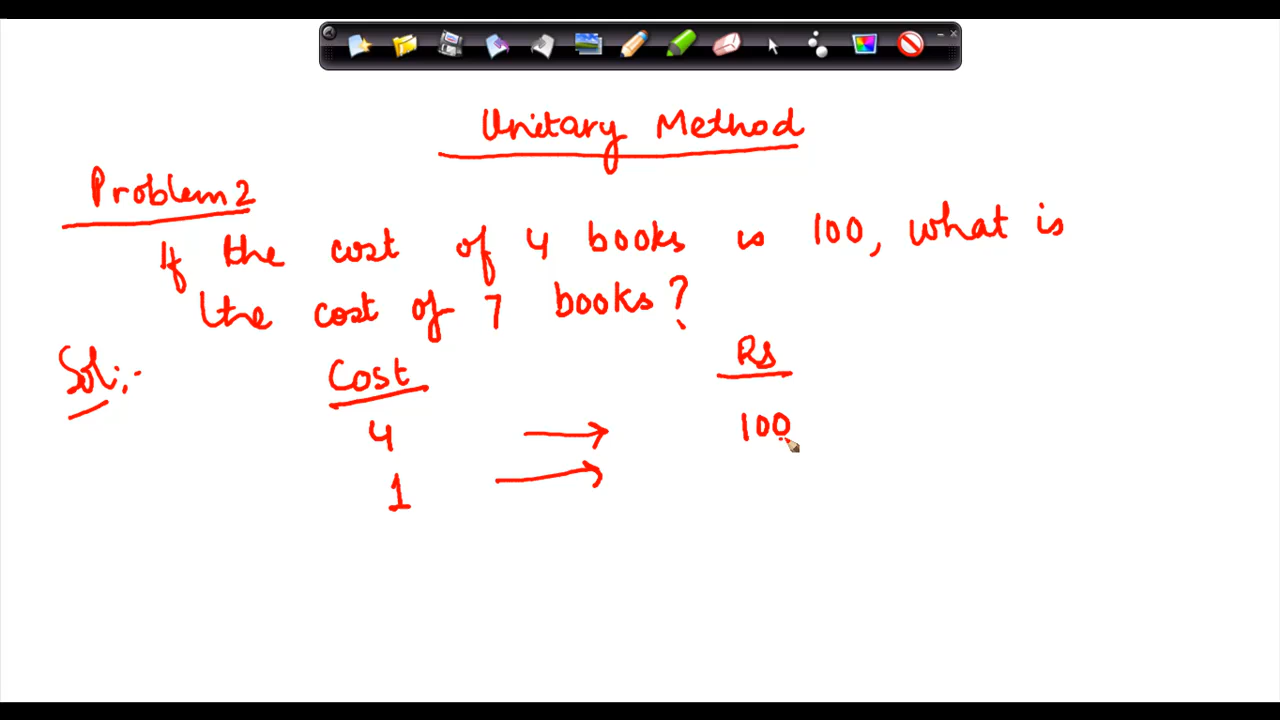 Unitary Method
Problem 2
If the cost of 4 books is 100, what is
the cost of 7 books?
Sol:- Cost Rs
4 → 100
1 →